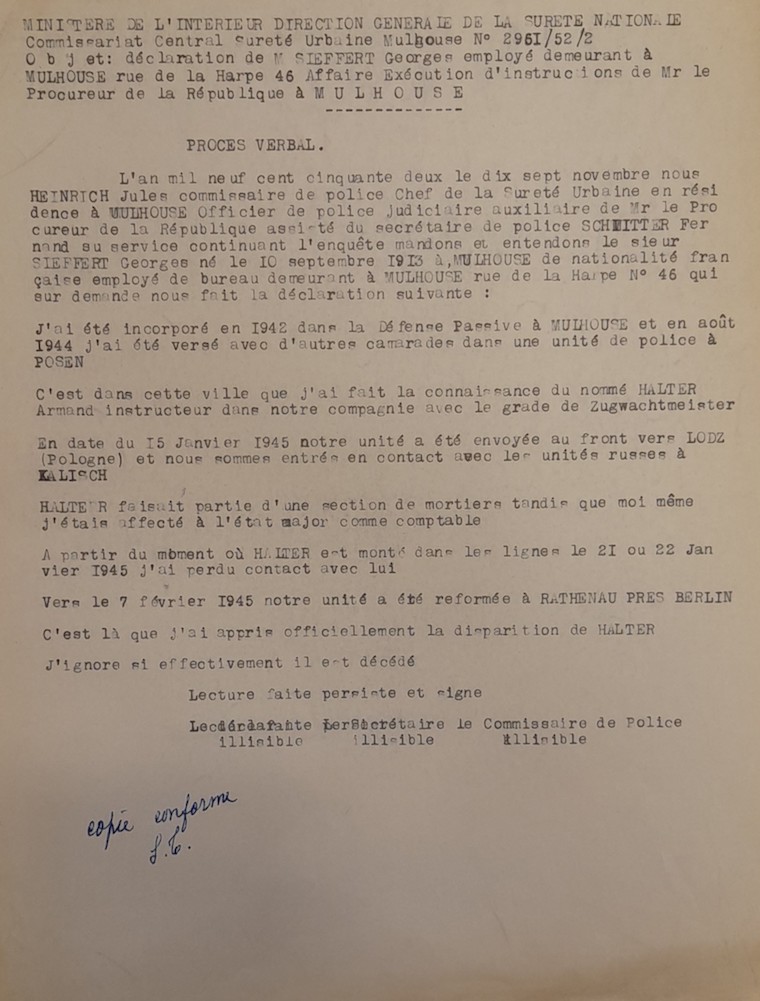 MINISTERE DE L'INTERIEUR DIRECTION GENERALE DE LA SURETE NATIONALE
Commissariat Central Sureté Urbaine Mulhouse N° 2961/52/2
O b j et: déclaration de M SIEFFERT Georges employé demeurant à
MULHOUSE rue de la Harpe 46 Affaire Exécution d'instructions de Mr le
Procureur de la République à M U L H O U S E
--------------
PROCES VERBAL.
L'an mil neuf cent cinquante deux le dix sept novembre nous
HEINRICH Jules commissaire de police Chef de la Sureté Urbaine en rési
dence à MULHOUSE Officier de police judiciaire auxiliaire de Mr le Pro
cureur de la République assisté du secrétaire de police SCHMITTER Fer
nand su service continuant l'enquête mandons et entendons le sieur
SIEFFERT Georges né le IO septembre I9I3 à,MULHOUSE de nationalité fran
çaise employé de bureau demeurant à MULHOUSE rue de la Harpe N° 46 qui
sur demande nous fait la déclaration suivante :
J'ai été incorporé en I942 dans la Défense Passive à MULHOUSE et en août
I944 j'ai été versé avec d'autres camarades dans une unité de police à
POSEN
C'est dans cette ville que j'ai fait la connaissance du nommé HALTER
Armand instructeur dans notre compagnie avec le grade de Zugwachtmeister
En date du I5 Janvier I945 notre unité a été envoyée au front vers LODZ
(Pologne) et nous sommes entrés en contact avec les unités russes à
KALISCH
HALTER faisait partie d'une section de mortiers tandis que moi même
j'étais affecté à l'état major comme comptable
A partir du moment où HALTER est monté dans les lignes le 2I ou 22 Jan
vier I945 j'ai perdu contact avec lui
Vers le 7 février I945 notre unité a été reformée à RATHENAU PRES BERLIN
C'est là que j'ai appris officiellement la disparition de HALTER
J'ignore si effectivement il est décédé
Lecture faite persiste et signe
Secrétaire le Commissaire de Police
illisible illisible illisible
copie conforme